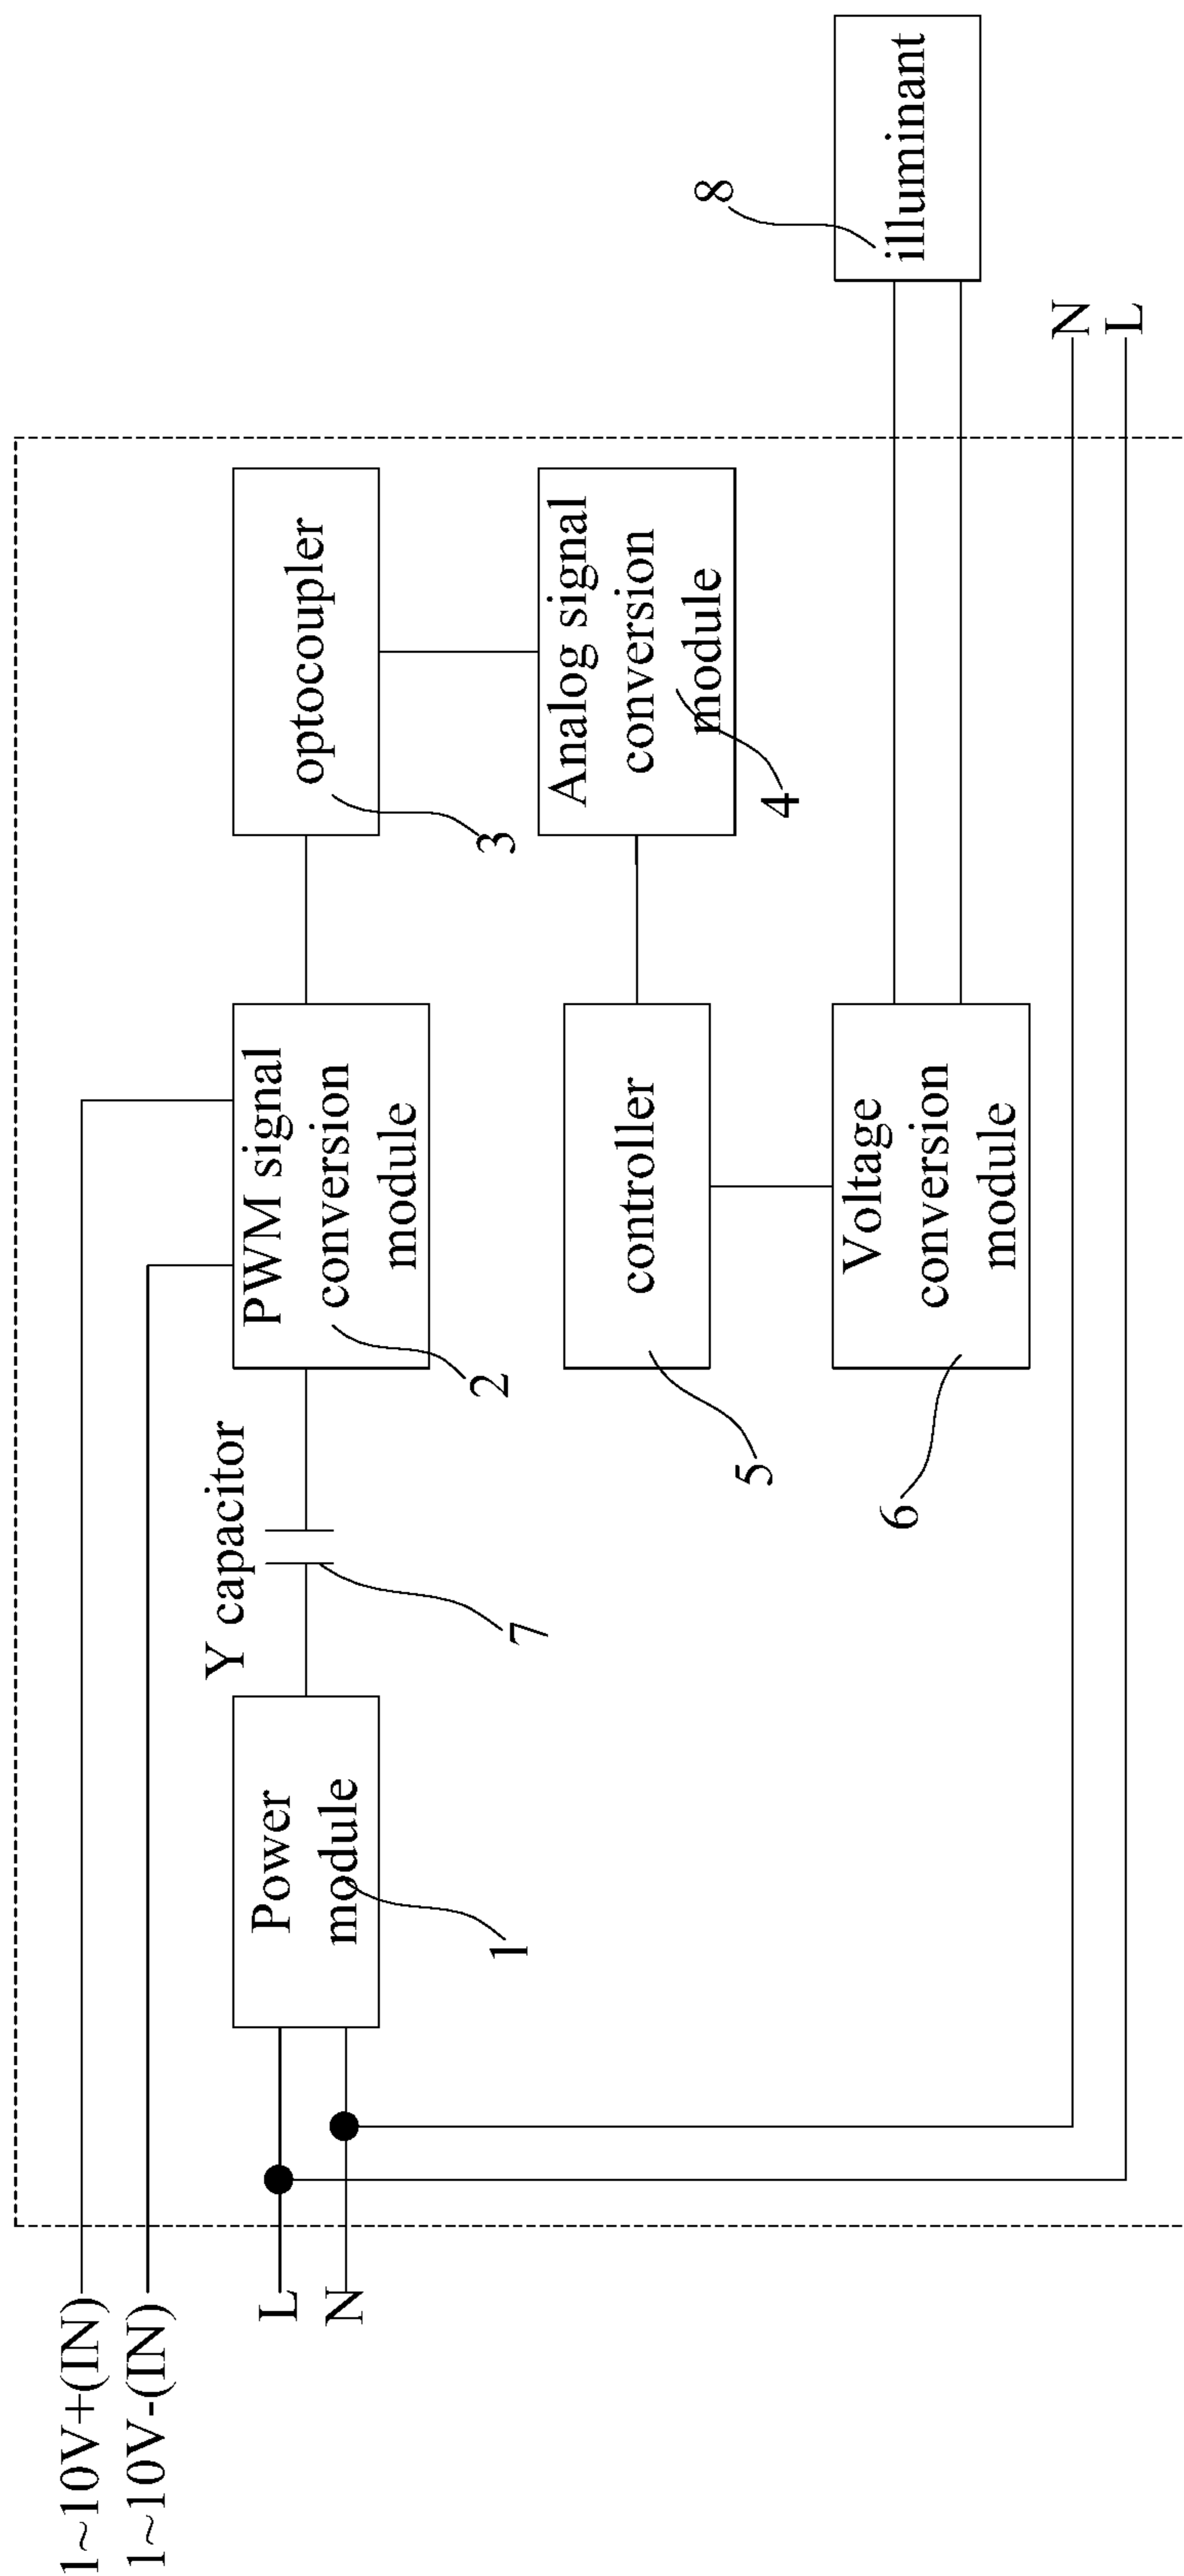 1~10V+(IN)
1~10V-(IN)
L
N
Power
module
1
Y capacitor
7
PWM signal
conversion
module
2
optocoupler
3
Analog signal
conversion
module
4
controller
5
Voltage
conversion
module
6
illuminant
8
N
L